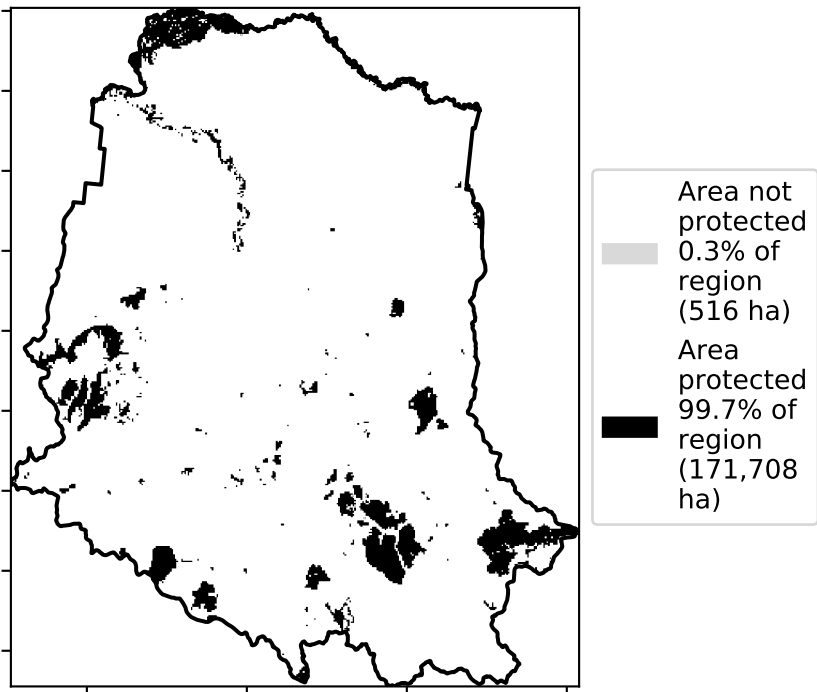 Area not
protected
0.3% of
region
(516 ha)
Area
protected
99.7% of
region
(171,708
ha)